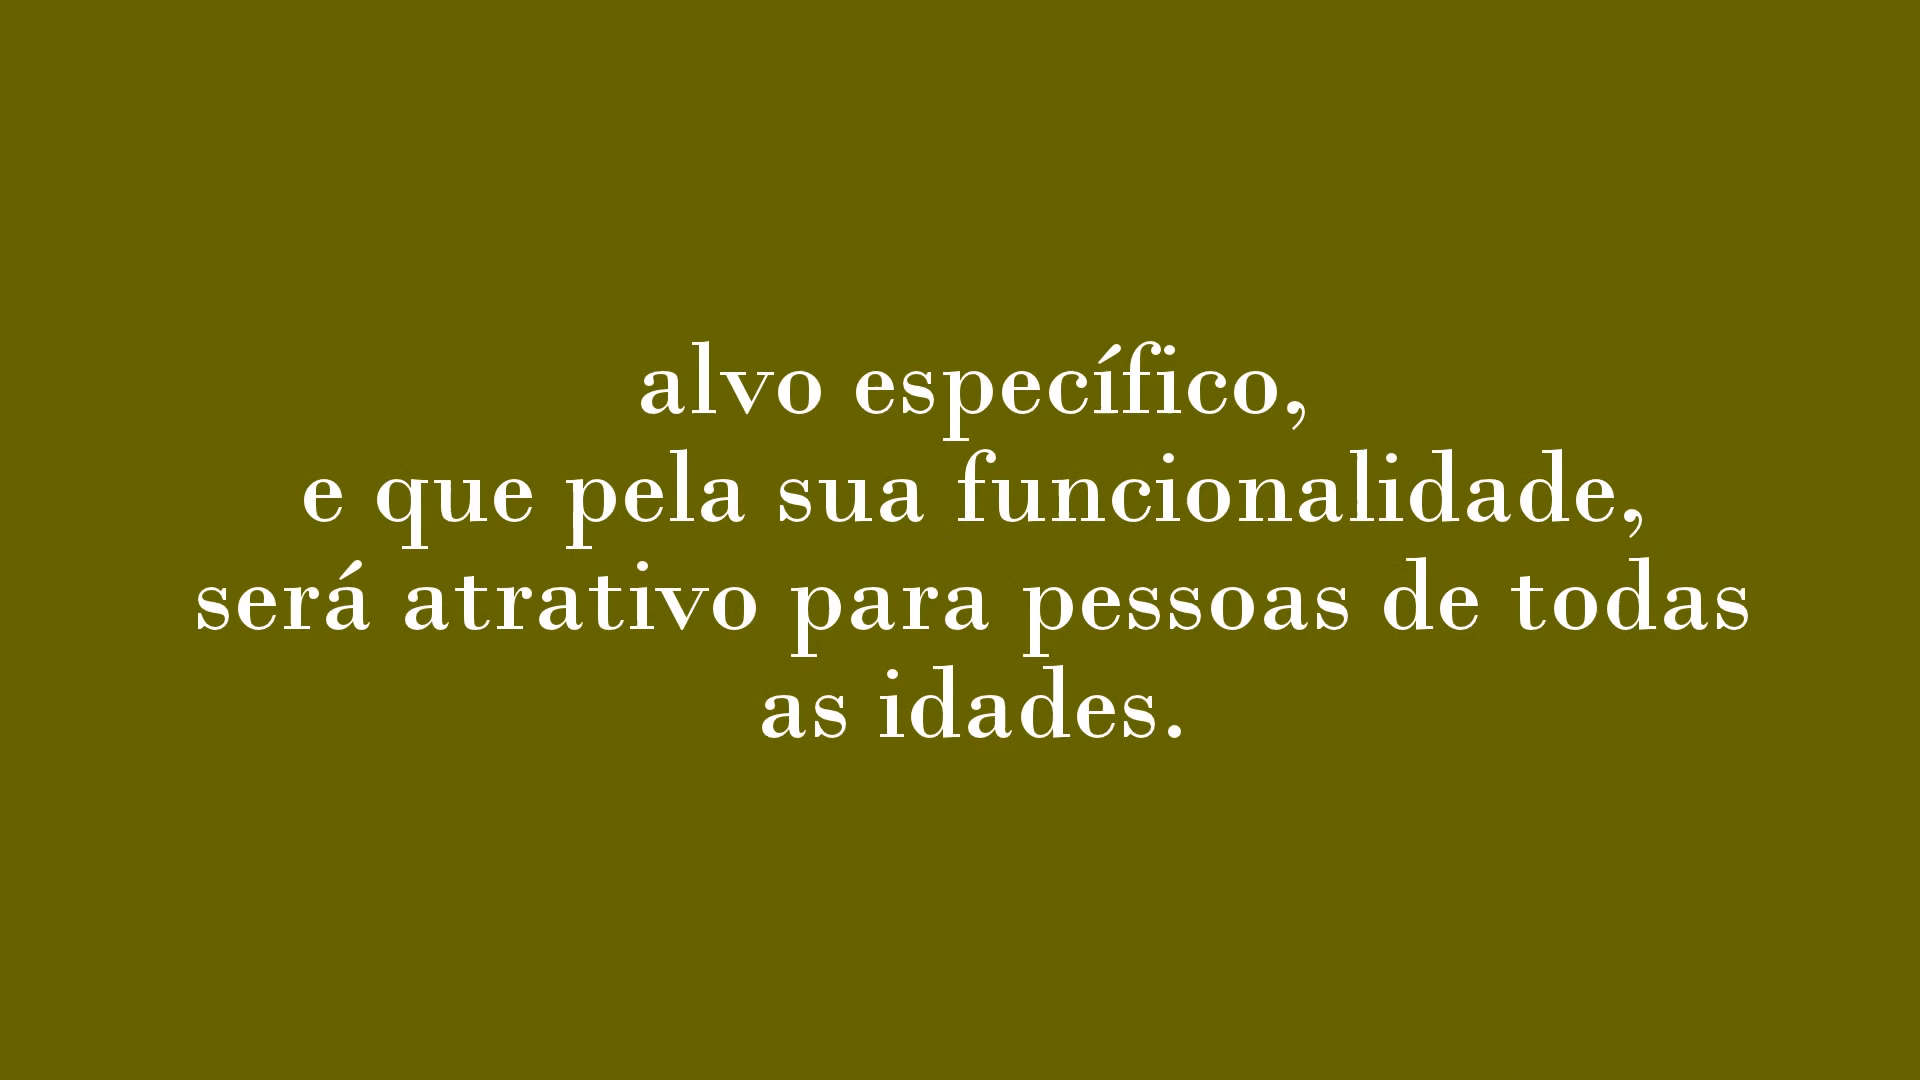 alvo específico,
e que pela sua funcionalidade,
será atrativo para pessoas de todas
as idades.